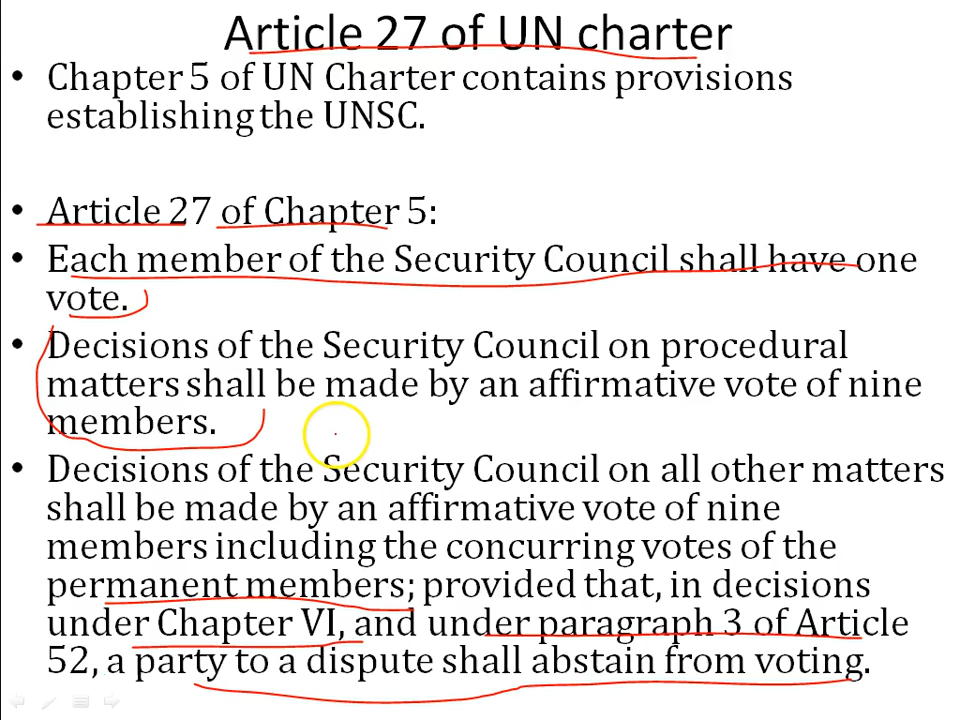 Article 27 of UN charter
• Chapter 5 of UN Charter contains provisions
establishing the UNSC.
• Article 27 of Chapter 5:
• Each member of the Security Council shall have one
vote.
• Decisions of the Security Council on procedural
matters shall be made by an affirmative vote of nine
members.
• Decisions of the Security Council on all other matters
shall be made by an affirmative vote of nine
members including the concurring votes of the
permanent members; provided that, in decisions
under Chapter VI, and under paragraph 3 of Article
52, a party to a dispute shall abstain from voting.